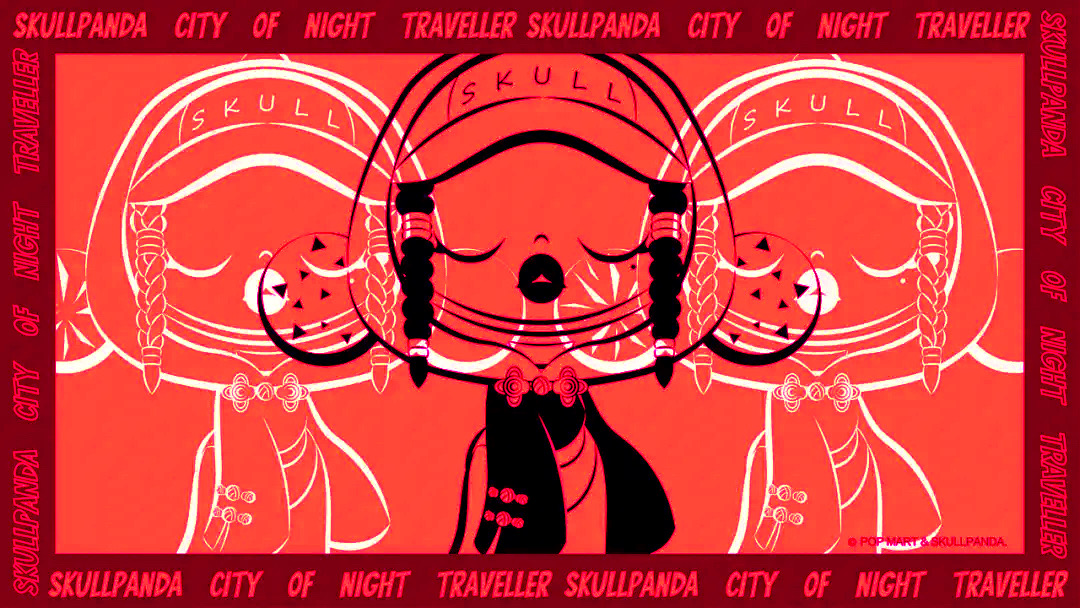 SKULLPANDA CITY OF NIGHT TRAVELLER SKULLPANDA CITY OF NIGHT TRAVELLER
SKULLPANDA CITY OF NIGHT TRAVELLER
SKULL
SKULL
SKULL
SKULLPANDA CITY OF NIGHT TRAVELLER
© POP MART & SKULLPANDA.
SKULLPANDA CITY OF NIGHT TRAVELLER SKULLPANDA CITY OF NIGHT TRAVELLER